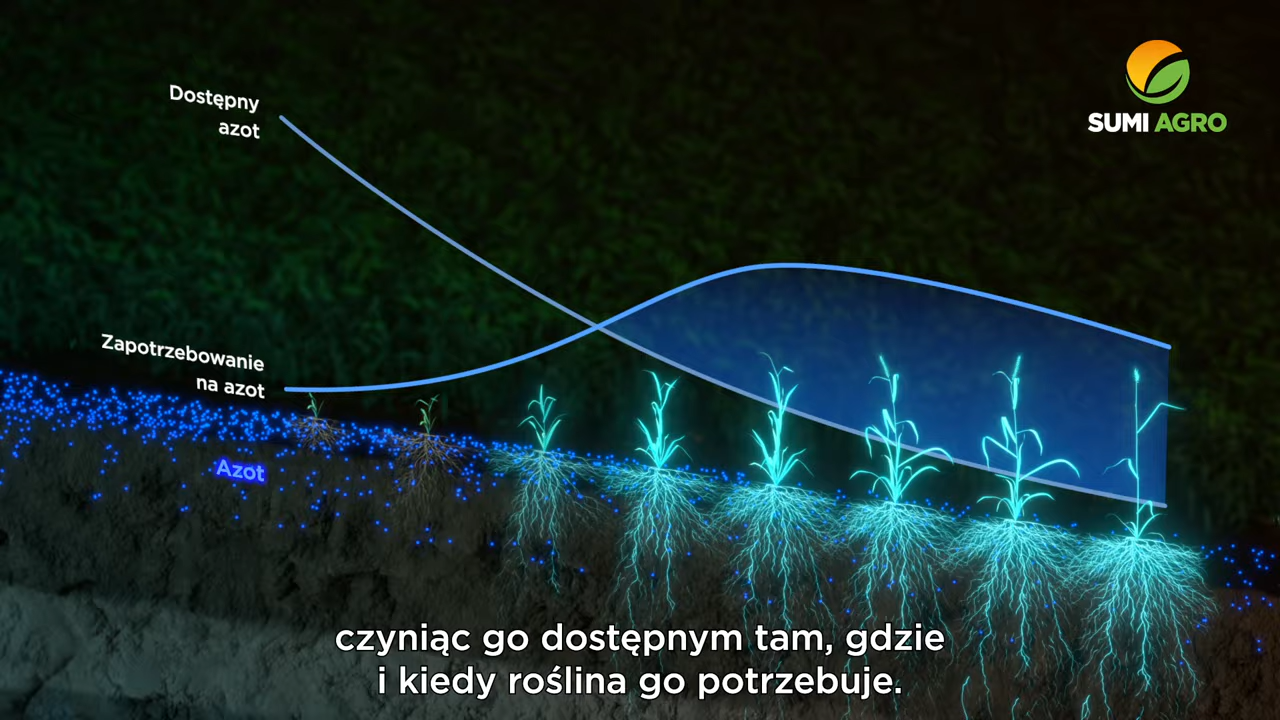 Dostępny
azot
SUMI AGRO
Zapotrzebowanie
na azot
Azot
czyniąc go dostępnym tam, gdzie
i kiedy roślina go potrzebuje.